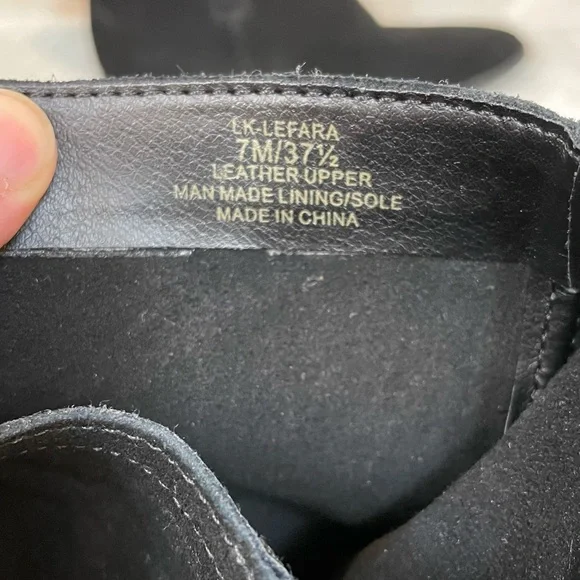 LK-LEFARA
7M/37½
LEATHER UPPER
MAN MADE LINING/SOLE
MADE IN CHINA